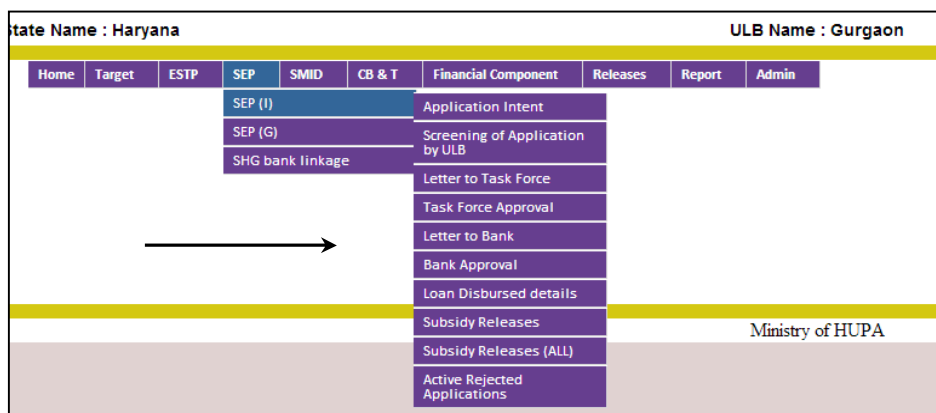 State Name : Haryana
ULB Name : Gurgaon
Home Target ESTP SEP SMID CB & T Financial Component Releases Report Admin
SEP (I)
SEP (G)
SHG bank linkage
Application Intent
Screening of Application
by ULB
Letter to Task Force
Task Force Approval
Letter to Bank
Bank Approval
Loan Disbursed details
Subsidy Releases
Subsidy Releases (ALL)
Active Rejected
Applications
Ministry of HUPA